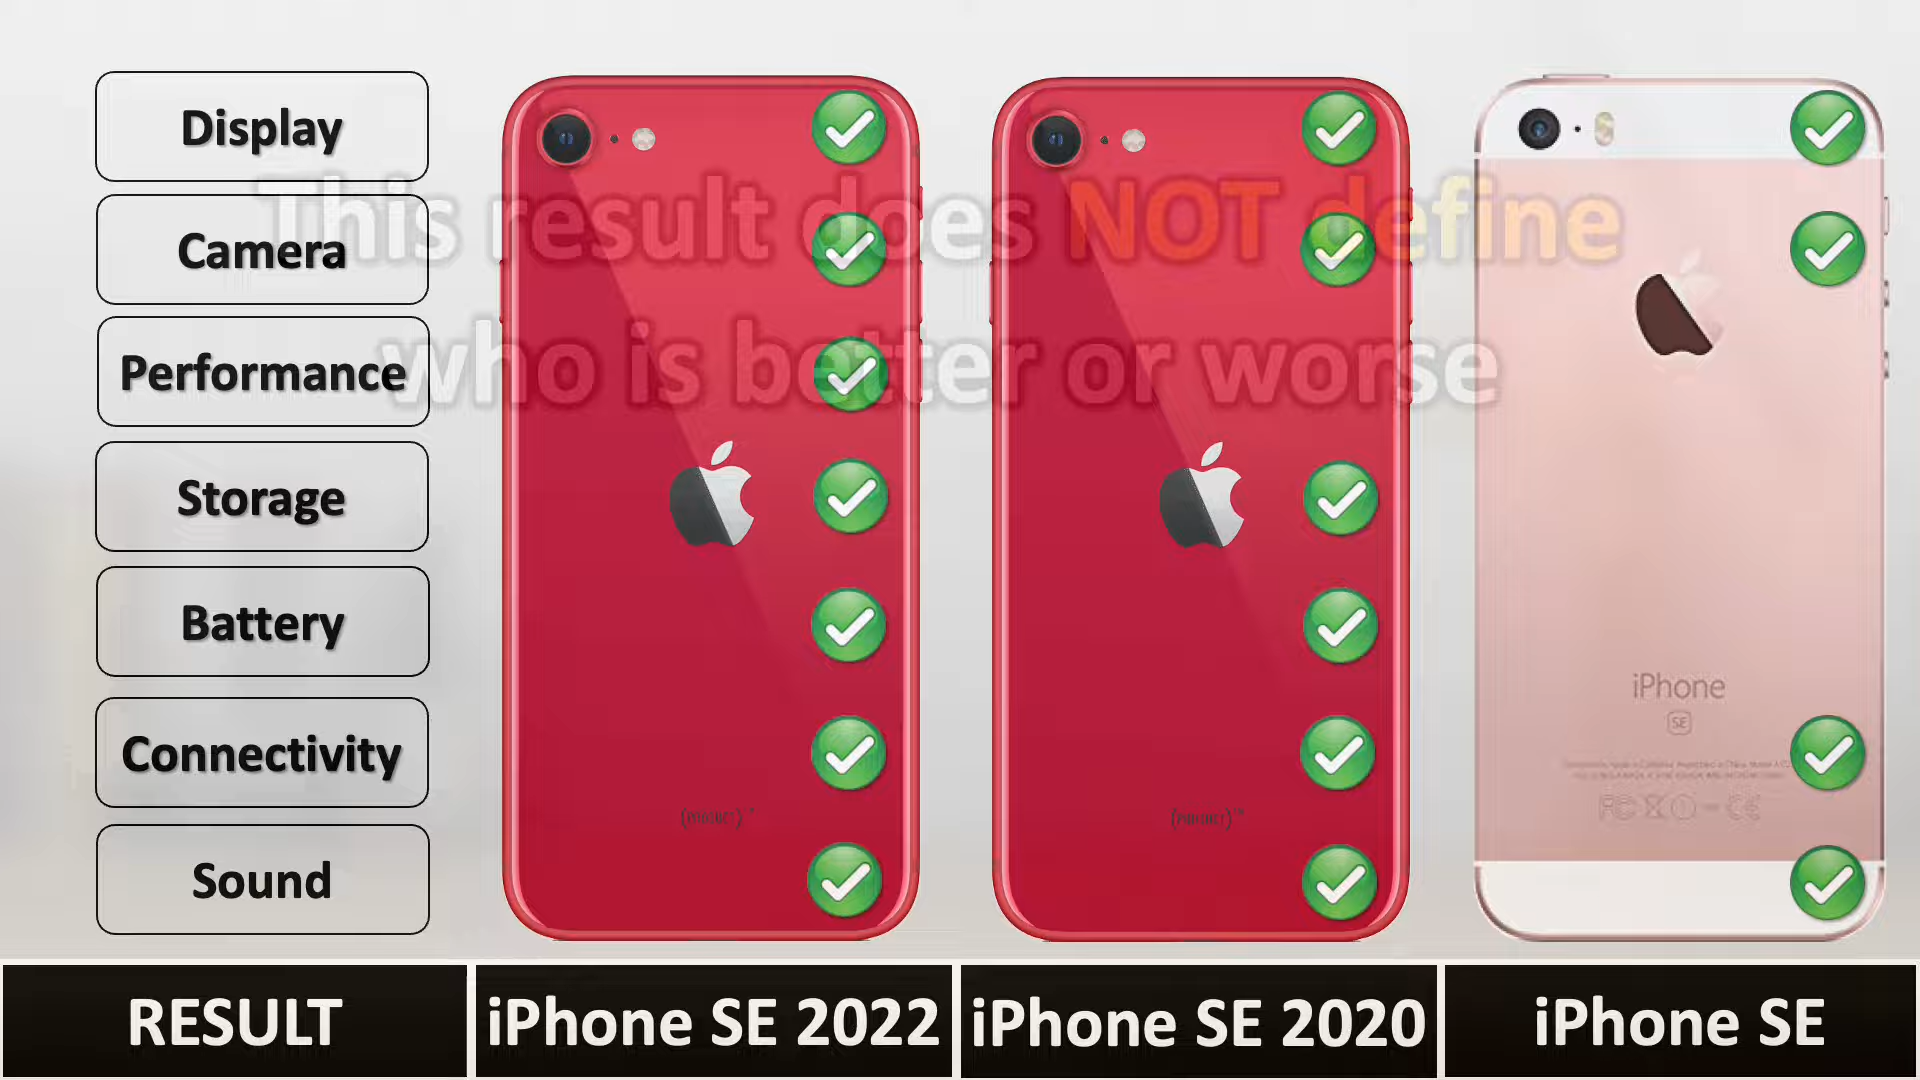 Display
This result does NOT define
Camera
Performance
who is better or worse
Storage
Battery
iPhone
SE
Connectivity
Sound
RESULT
iPhone SE 2022
iPhone SE 2020
iPhone SE